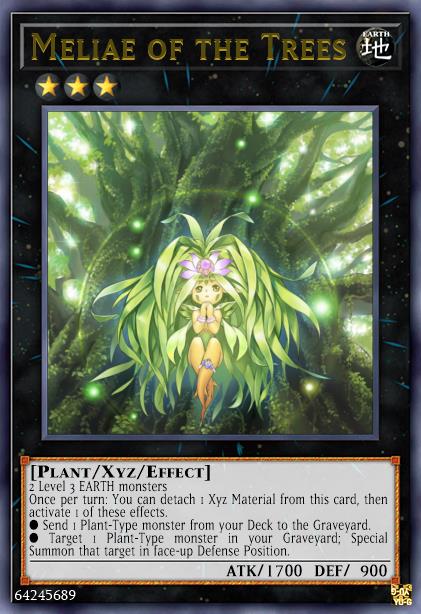 MELIAE OF THE TREES
EARTH
地
[PLANT/XYZ/EFFECT]
2 Level 3 EARTH monsters
Once per turn: You can detach 1 Xyz Material from this card, then
activate 1 of these effects.
● Send 1 Plant-Type monster from your Deck to the Graveyard.
● Target 1 Plant-Type monster in your Graveyard; Special
Summon that target in face-up Defense Position.
ATK/1700 DEF/ 900
64245689